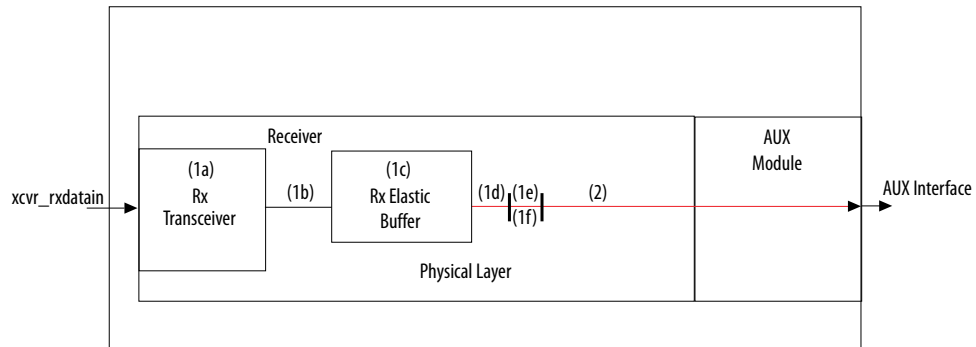 Receiver
AUX
Module
(1a)
Rx
Transceiver
(1b)
(1c)
Rx Elastic
Buffer
(1d)
(1e)
(1f)
(2)
xcvr_rxdatain
AUX Interface
Physical Layer